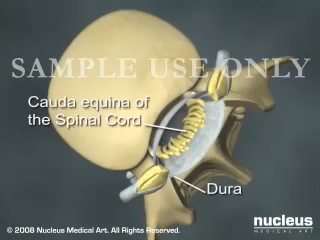 SAMPLE USE ONLY
Cauda equina of
the Spinal Cord
Dura
© 2008 Nucleus Medical Art. All Rights Reserved.
nucleus
MEDICAL ART